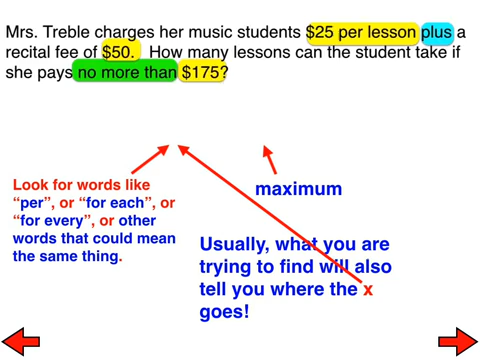 Mrs. Treble charges her music students $25 per lesson plus a
recital fee of $50. How many lessons can the student take if
she pays no more than $175?
Look for words like
“per”, or “for each”, or
“for every”, or other
words that could mean
the same thing.
maximum
Usually, what you are
trying to find will also
tell you where the x
goes!